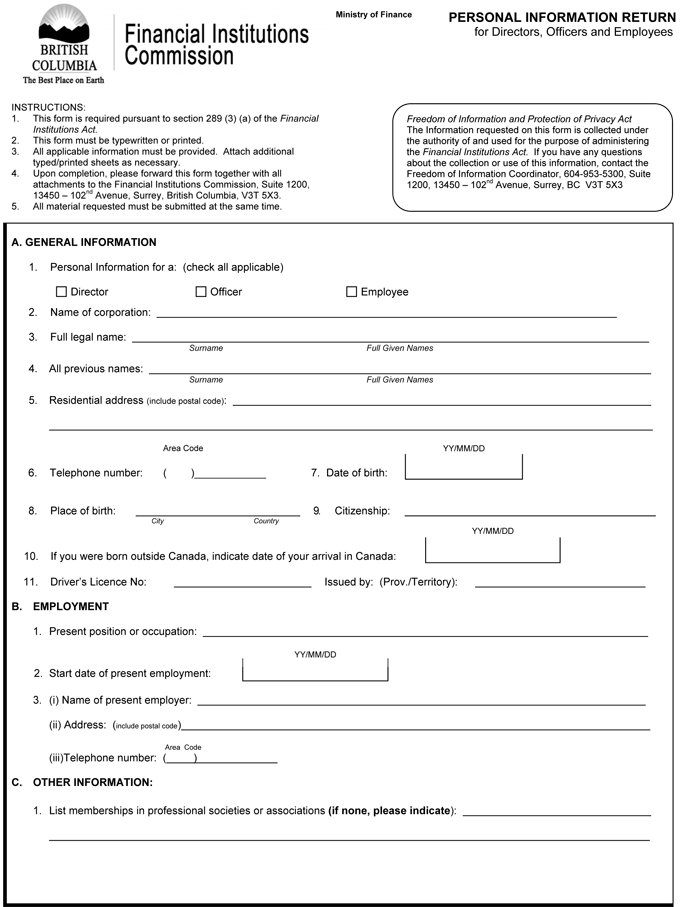 BRITISH
COLUMBIA
The Best Place on Earth
Financial Institutions
Commission
Ministry of Finance
PERSONAL INFORMATION RETURN
for Directors, Officers and Employees
INSTRUCTIONS:
1. This form is required pursuant to section 289 (3) (a) of the Financial
Institutions Act.
2. This form must be typewritten or printed.
3. All applicable information must be provided. Attach additional
typed/printed sheets as necessary.
4. Upon completion, please forward this form together with all
attachments to the Financial Institutions Commission, Suite 1200,
13450 – 102nd Avenue, Surrey, British Columbia, V3T 5X3.
5. All material requested must be submitted at the same time.
Freedom of Information and Protection of Privacy Act
The Information requested on this form is collected under
the authority of and used for the purpose of administering
the Financial Institutions Act. If you have any questions
about the collection or use of this information, contact the
Freedom of Information Coordinator, 604-953-5300, Suite
1200, 13450 – 102nd Avenue, Surrey, BC V3T 5X3
A. GENERAL INFORMATION
1. Personal Information for a: (check all applicable)
Director Officer Employee
2. Name of corporation:
3. Full legal name:
Surname Full Given Names
4. All previous names:
Surname Full Given Names
5. Residential address (include postal code):
Area Code YY/MM/DD
6. Telephone number: ( ) 7. Date of birth:
8. Place of birth: 9. Citizenship:
City Country
YY/MM/DD
10. If you were born outside Canada, indicate date of your arrival in Canada:
11. Driver's Licence No: Issued by: (Prov./Territory):
B. EMPLOYMENT
1. Present position or occupation:
YY/MM/DD
2. Start date of present employment:
3. (i) Name of present employer:
(ii) Address: (include postal code)
Area Code
(iii)Telephone number: ( )
C. OTHER INFORMATION:
1. List memberships in professional societies or associations (if none, please indicate):